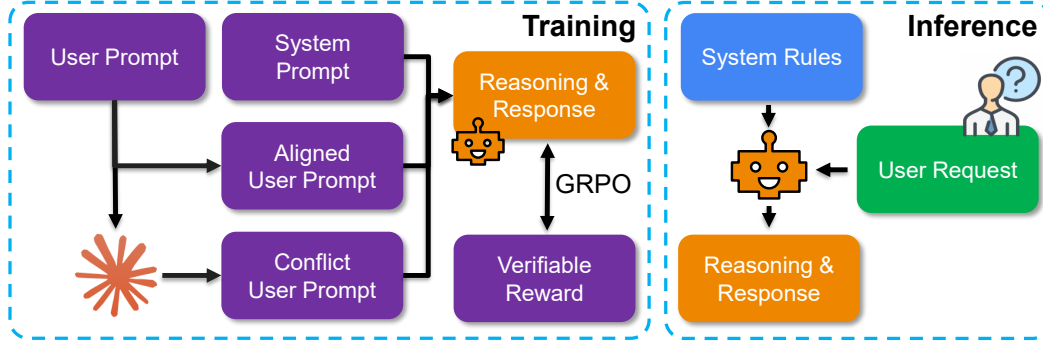 Training
User Prompt
System
Prompt
Reasoning &
Response
Aligned
User Prompt
GRPO
Conflict
User Prompt
Verifiable
Reward
Inference
System Rules
User Request
Reasoning &
Response